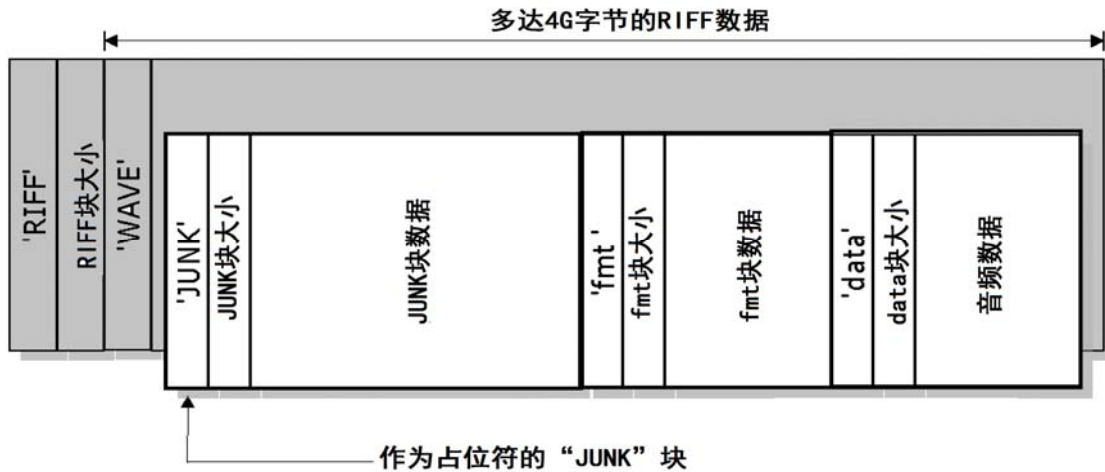 多达4G字节的RIFF数据
'RIFF'
RIFF块大小
'WAVE'
'JUNK'
JUNK块大小
JUNK块数据
'fmt'
fmt块大小
fmt块数据
'data'
data块大小
音频数据
作为占位符的“JUNK”块